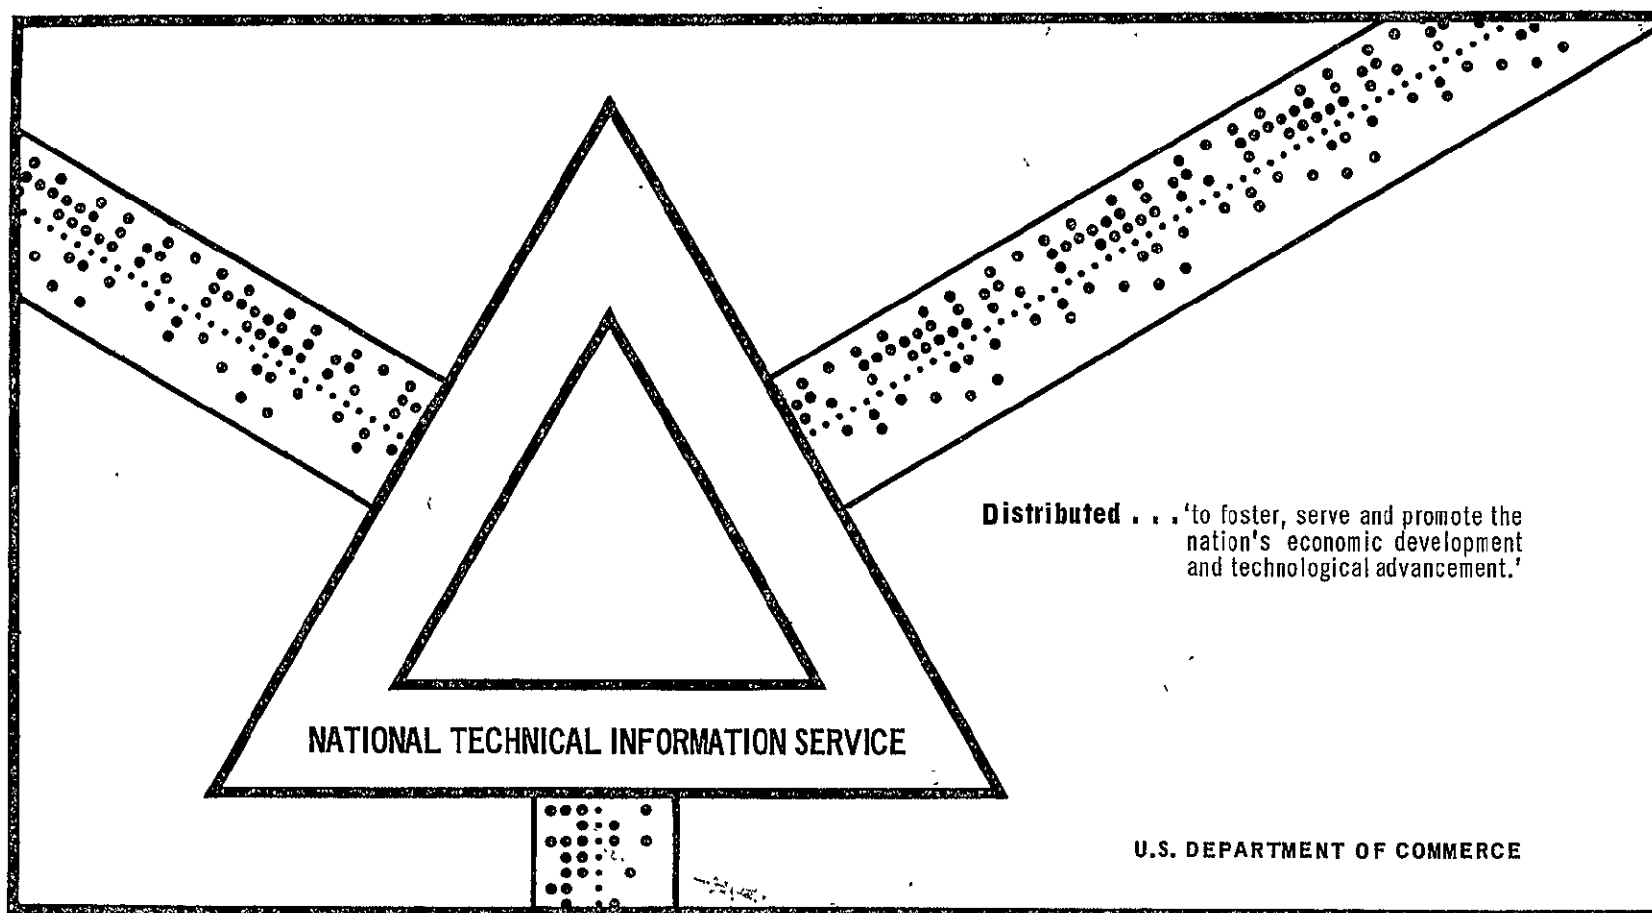 Distributed . . . 'to foster, serve and promote the
nation's economic development
and technological advancement.'
NATIONAL TECHNICAL INFORMATION SERVICE
U.S. DEPARTMENT OF COMMERCE